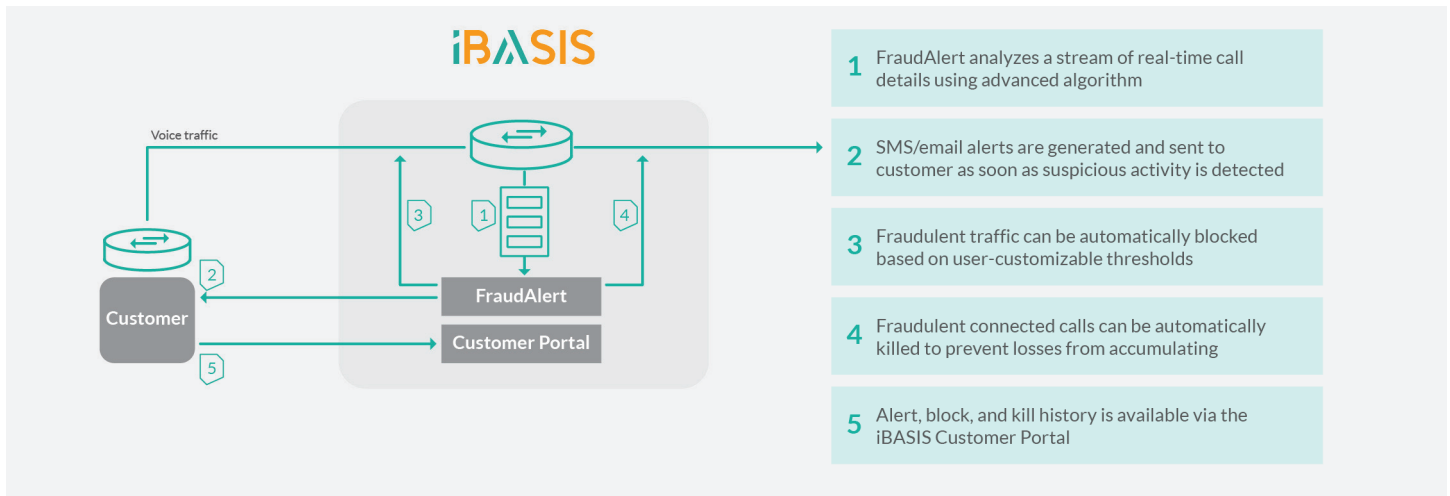 iBASIS
Voice traffic
3
1
4
2
FraudAlert
Customer
Customer Portal
5
1 FraudAlert analyzes a stream of real-time call
details using advanced algorithm
2 SMS/email alerts are generated and sent to
customer as soon as suspicious activity is detected
3 Fraudulent traffic can be automatically blocked
based on user-customizable thresholds
4 Fraudulent connected calls can be automatically
killed to prevent losses from accumulating
5 Alert, block, and kill history is available via the
iBASIS Customer Portal